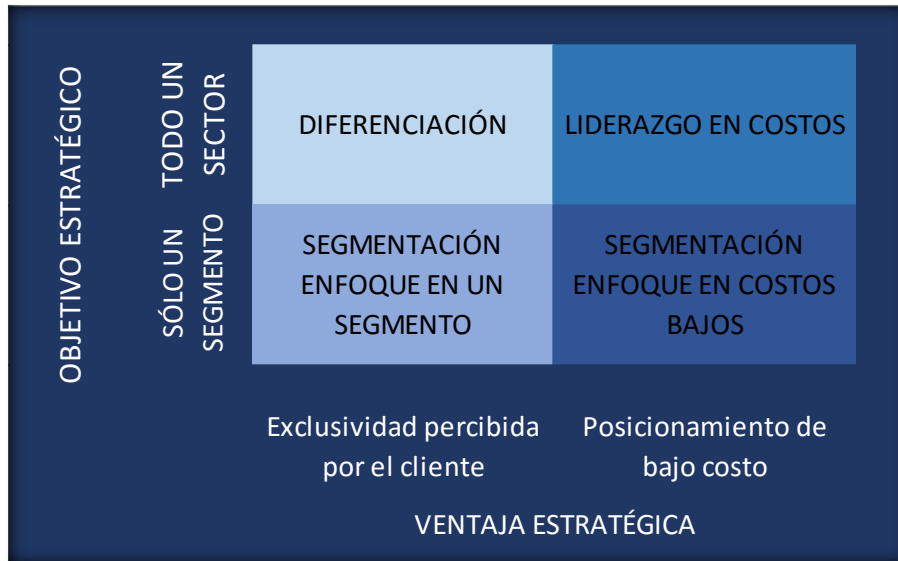 OBJETIVO ESTRATÉGICO
TODO UN
SECTOR
DIFERENCIACIÓN
LIDERAZGO EN COSTOS
SÓLO UN
SEGMENTO
SEGMENTACIÓN
ENFOQUE EN UN
SEGMENTO
SEGMENTACIÓN
ENFOQUE EN COSTOS
BAJOS
Exclusividad percibida
por el cliente
Posicionamiento de
bajo costo
VENTAJA ESTRATÉGICA